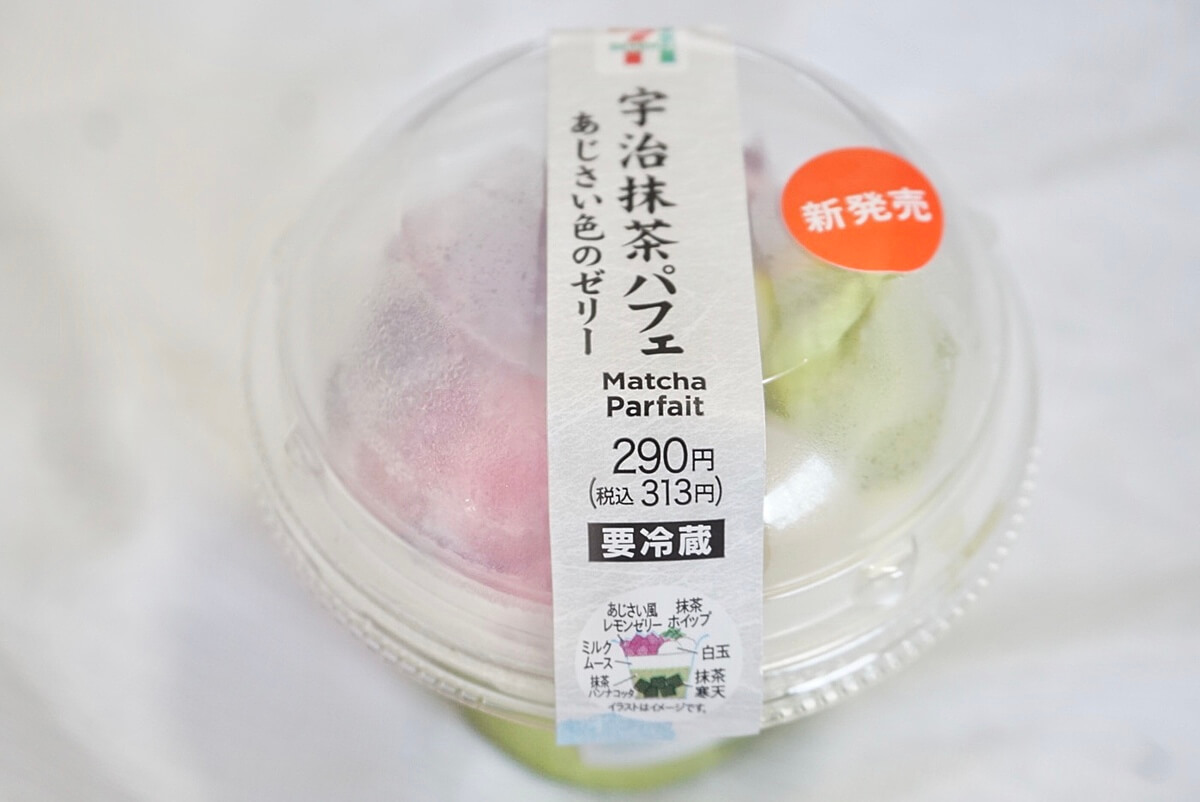 宇治抹茶パフェ
あじさい色のゼリー
新発売
Matcha
Parfait
290円
(税込 313円)
要冷蔵
あじさい風
レモンゼリー
抹茶
ホイップ
ミルク
ムース
白玉
抹茶
パンナコッタ
抹茶
寒天
イラストはイメージです。